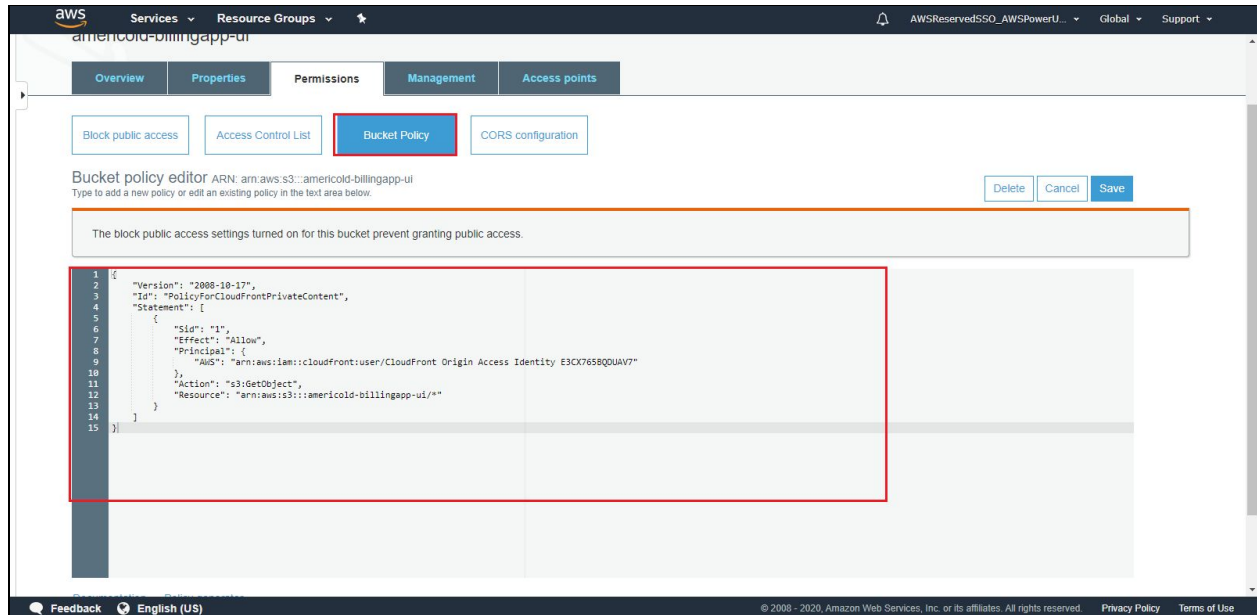 aws Services Resource Groups AWSReservedSSO_AWSPowerU... Global Support
americold-billingapp-ui
Overview Properties Permissions Management Access points
Block public access Access Control List Bucket Policy CORS configuration
Bucket policy editor ARN: arn:aws:s3:::americold-billingapp-ui
Type to add a new policy or edit an existing policy in the text area below.
Delete Cancel Save
The block public access settings turned on for this bucket prevent granting public access.
1 {
2 "Version": "2008-10-17",
3 "Id": "PolicyForCloudFrontPrivateContent",
4 "Statement": [
5 {
6 "Sid": "1",
7 "Effect": "Allow",
8 "Principal": {
9 "AWS": "arn:aws:iam::cloudfront:user/CloudFront Origin Access Identity E3CX765BQDUAV7"
10 },
11 "Action": "s3:GetObject",
12 "Resource": "arn:aws:s3:::americold-billingapp-ui/*"
13 }
14 ]
15 }
Documentation Policy generator
Feedback English (US) © 2008 - 2020, Amazon Web Services, Inc. or its affiliates. All rights reserved. Privacy Policy Terms of Use